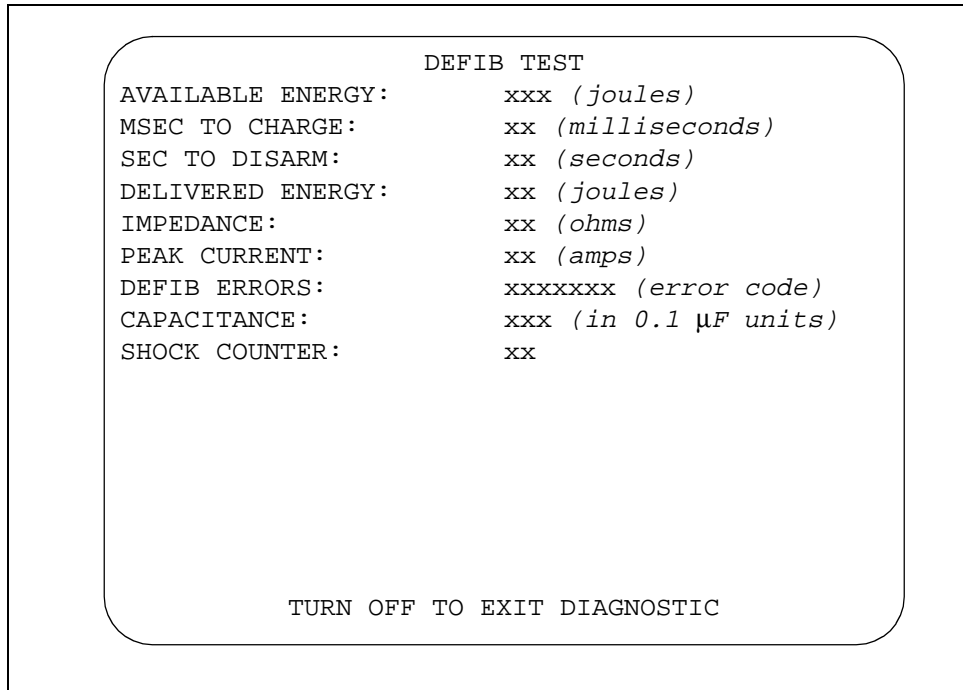 DEFIB TEST
AVAILABLE ENERGY: xxx (joules)
MSEC TO CHARGE: xx (milliseconds)
SEC TO DISARM: xx (seconds)
DELIVERED ENERGY: xx (joules)
IMPEDANCE: xx (ohms)
PEAK CURRENT: xx (amps)
DEFIB ERRORS: xxxxxxx (error code)
CAPACITANCE: xxx (in 0.1 µF units)
SHOCK COUNTER: xx
TURN OFF TO EXIT DIAGNOSTIC